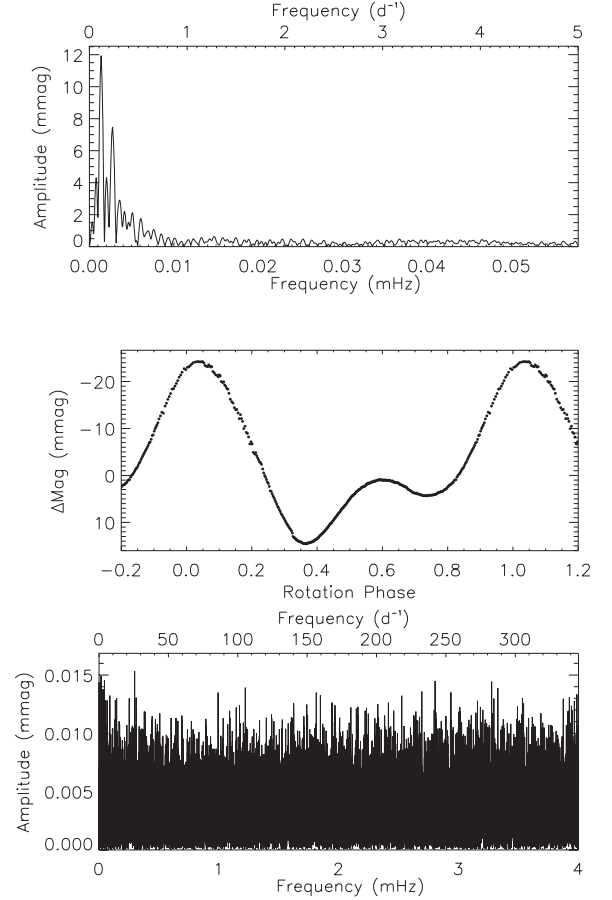 Frequency (d⁻¹)
0 1 2 3 4 5
12
10
8
6
4
2
0
Amplitude (mmag)
0.00 0.01 0.02 0.03 0.04 0.05
Frequency (mHz)
−20
−10
0
10
ΔMag (mmag)
−0.2 0.0 0.2 0.4 0.6 0.8 1.0 1.2
Rotation Phase
Frequency (d⁻¹)
0 50 100 150 200 250 300
0.015
0.010
0.005
0.000
Amplitude (mmag)
0 1 2 3 4
Frequency (mHz)